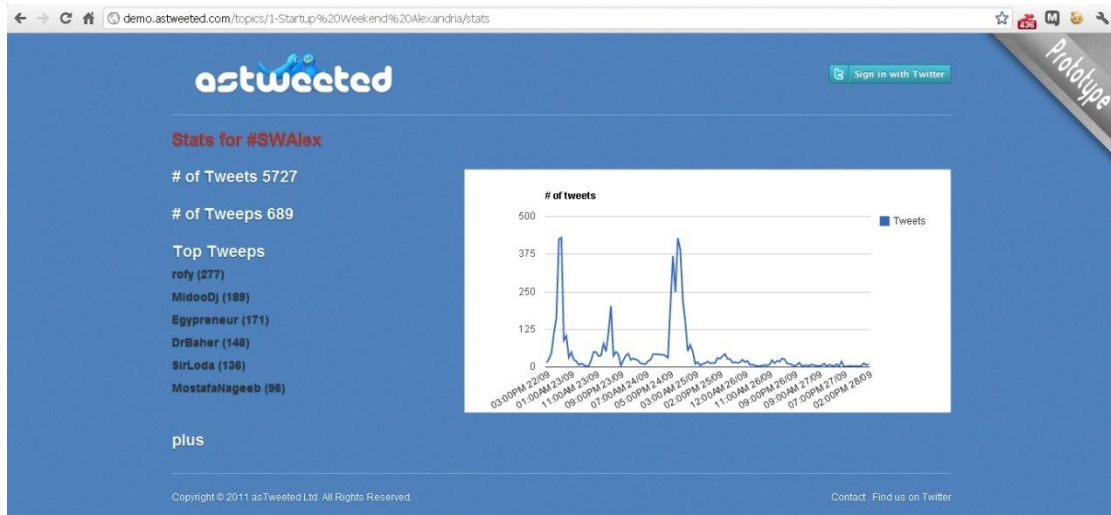 demo.astweeted.com/topics/1-Startup%20Weekend%20Alexandria/stats
436
M
astweeted
Sign in with Twitter
Prototype
Stats for #SWAlex
# of Tweets 5727
# of Tweeps 689
Top Tweeps
rofy (277)
MidooDj (189)
Egypreneur (171)
DrBaher (148)
SirLoda (136)
MostafaNageeb (96)
plus
# of tweets
500
375
250
125
0
Tweets
03:00PM 22/09
01:00AM 23/09
11:00AM 23/09
09:00PM 23/09
07:00AM 24/09
05:00PM 24/09
03:00AM 25/09
02:00PM 25/09
12:00AM 26/09
11:00AM 26/09
09:00PM 26/09
09:00AM 27/09
07:00PM 27/09
02:00PM 28/09
Copyright © 2011 asTweeted Ltd. All Rights Reserved.
Contact . Find us on Twitter